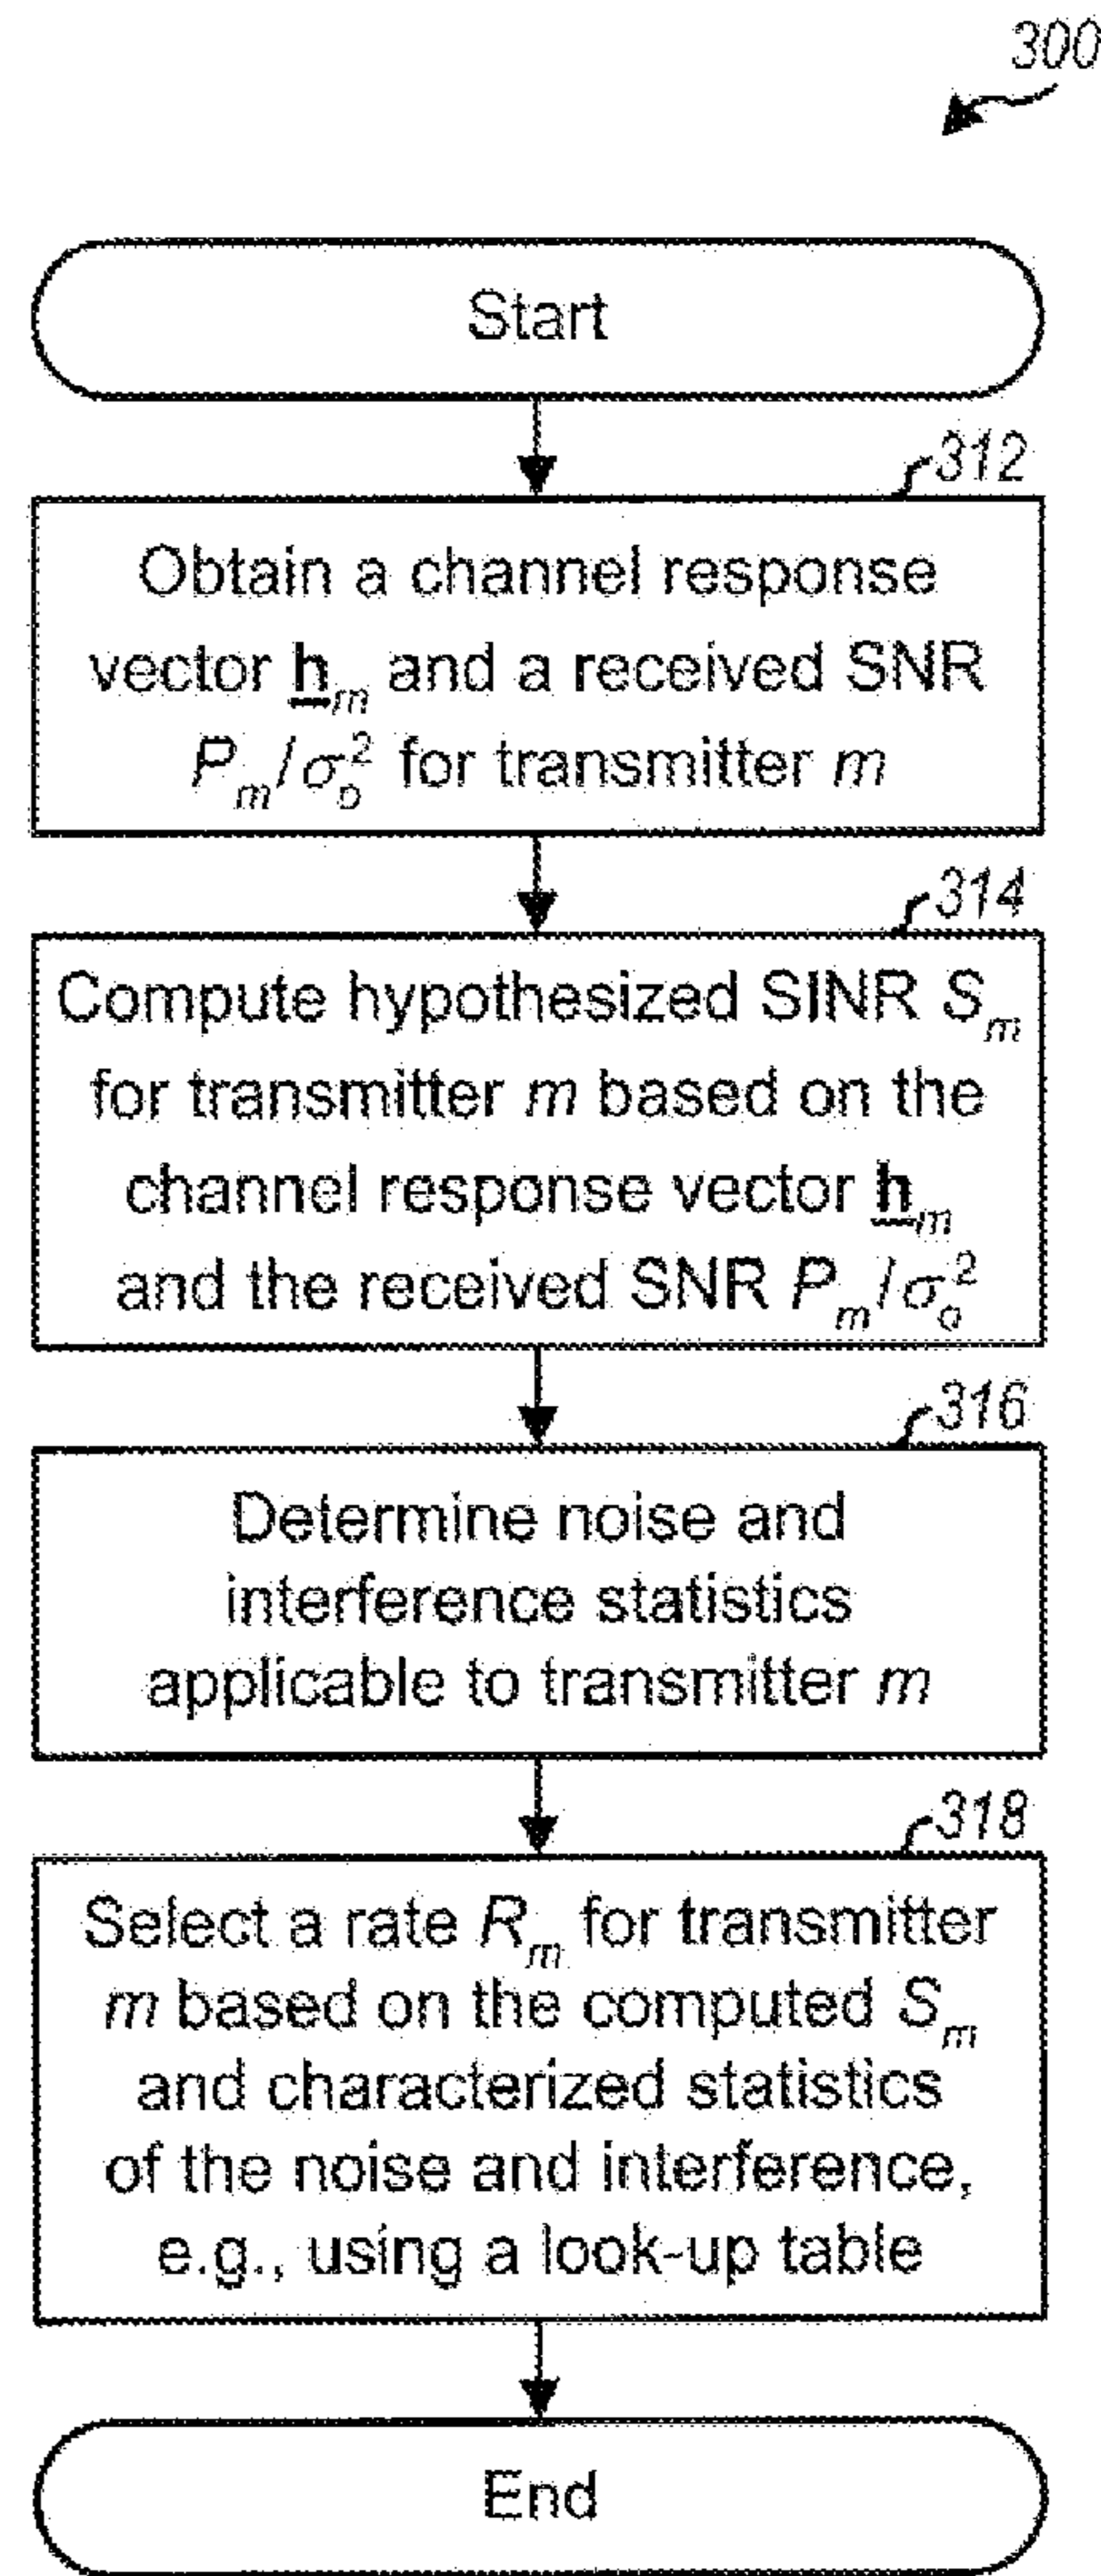 300
Start
312
Obtain a channel response
vector h_m and a received SNR
P_m/σ_o^2 for transmitter m
314
Compute hypothesized SINR S_m
for transmitter m based on the
channel response vector h_m
and the received SNR P_m/σ_o^2
316
Determine noise and
interference statistics
applicable to transmitter m
318
Select a rate R_m for transmitter
m based on the computed S_m
and characterized statistics
of the noise and interference,
e.g., using a look-up table
End